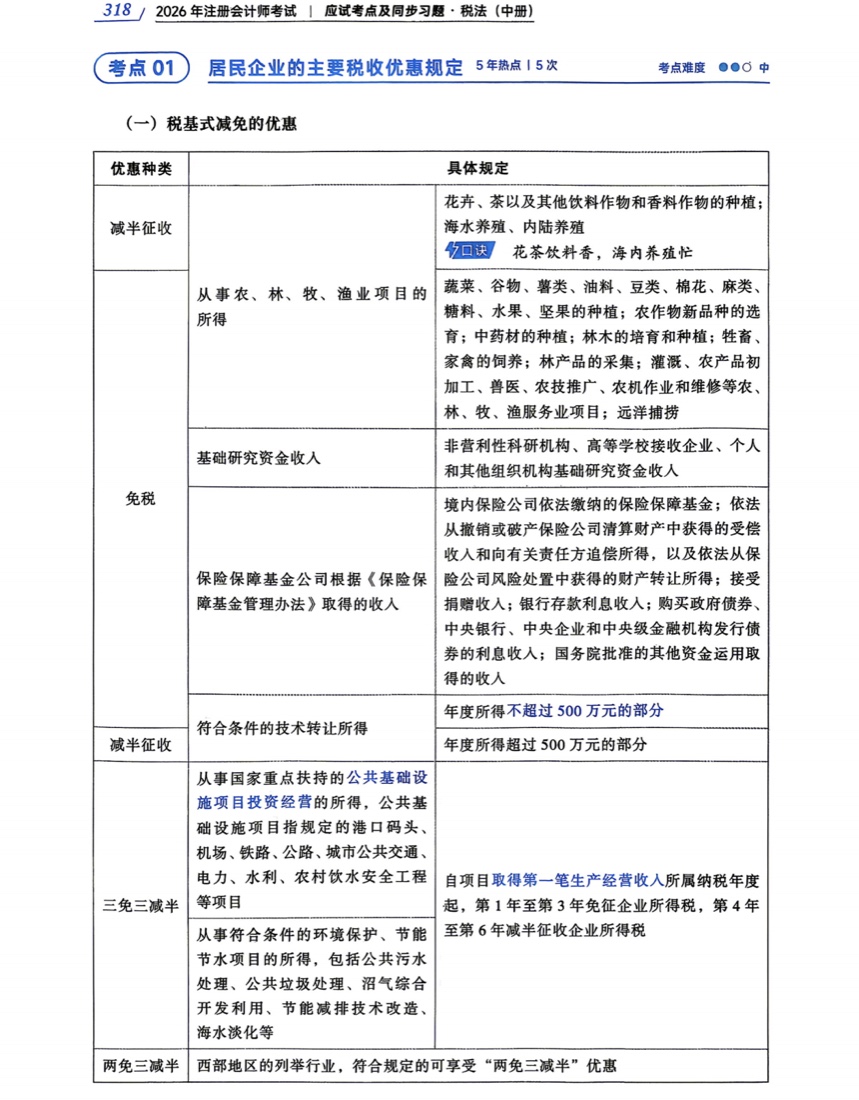 318 2026 年注册会计师考试 | 应试考点及同步习题·税法（中册）
考点 01 居民企业的主要税收优惠规定 5 年热点 | 5 次 考点难度 中
（一）税基式减免的优惠
优惠种类 具体规定
减半征收
从事农、林、牧、渔业项目的
所得
花卉、茶以及其他饮料作物和香料作物的种植；
海水养殖、内陆养殖
口诀 花茶饮料香，海内养殖忙
免税
蔬菜、谷物、薯类、油料、豆类、棉花、麻类、
糖料、水果、坚果的种植；农作物新品种的选
育；中药材的种植；林木的培育和种植；牲畜、
家禽的饲养；林产品的采集；灌溉、农产品初
加工、兽医、农技推广、农机作业和维修等农、
林、牧、渔服务业项目；远洋捕捞
基础研究资金收入
非营利性科研机构、高等学校接收企业、个人
和其他组织机构基础研究资金收入
保险保障基金公司根据《保险保
障基金管理办法》取得的收入
境内保险公司依法缴纳的保险保障基金；依法
从撤销或破产保险公司清算财产中获得的受偿
收入和向有关责任方追偿所得，以及依法从保
险公司风险处置中获得的财产转让所得；接受
捐赠收入；银行存款利息收入；购买政府债券、
中央银行、中央企业和中央级金融机构发行债
券的利息收入；国务院批准的其他资金运用取
得的收入
符合条件的技术转让所得
年度所得不超过 500 万元的部分
减半征收
年度所得超过 500 万元的部分
三免三减半
从事国家重点扶持的公共基础设
施项目投资经营的所得，公共基
础设施项目指规定的港口码头、
机场、铁路、公路、城市公共交通、
电力、水利、农村饮水安全工程
等项目
从事符合条件的环境保护、节能
节水项目的所得，包括公共污水
处理、公共垃圾处理、沼气综合
开发利用、节能减排技术改造、
海水淡化等
自项目取得第一笔生产经营收入所属纳税年度
起，第 1 年至第 3 年免征企业所得税，第 4 年
至第 6 年减半征收企业所得税
两免三减半 西部地区的列举行业，符合规定的可享受“两免三减半”优惠